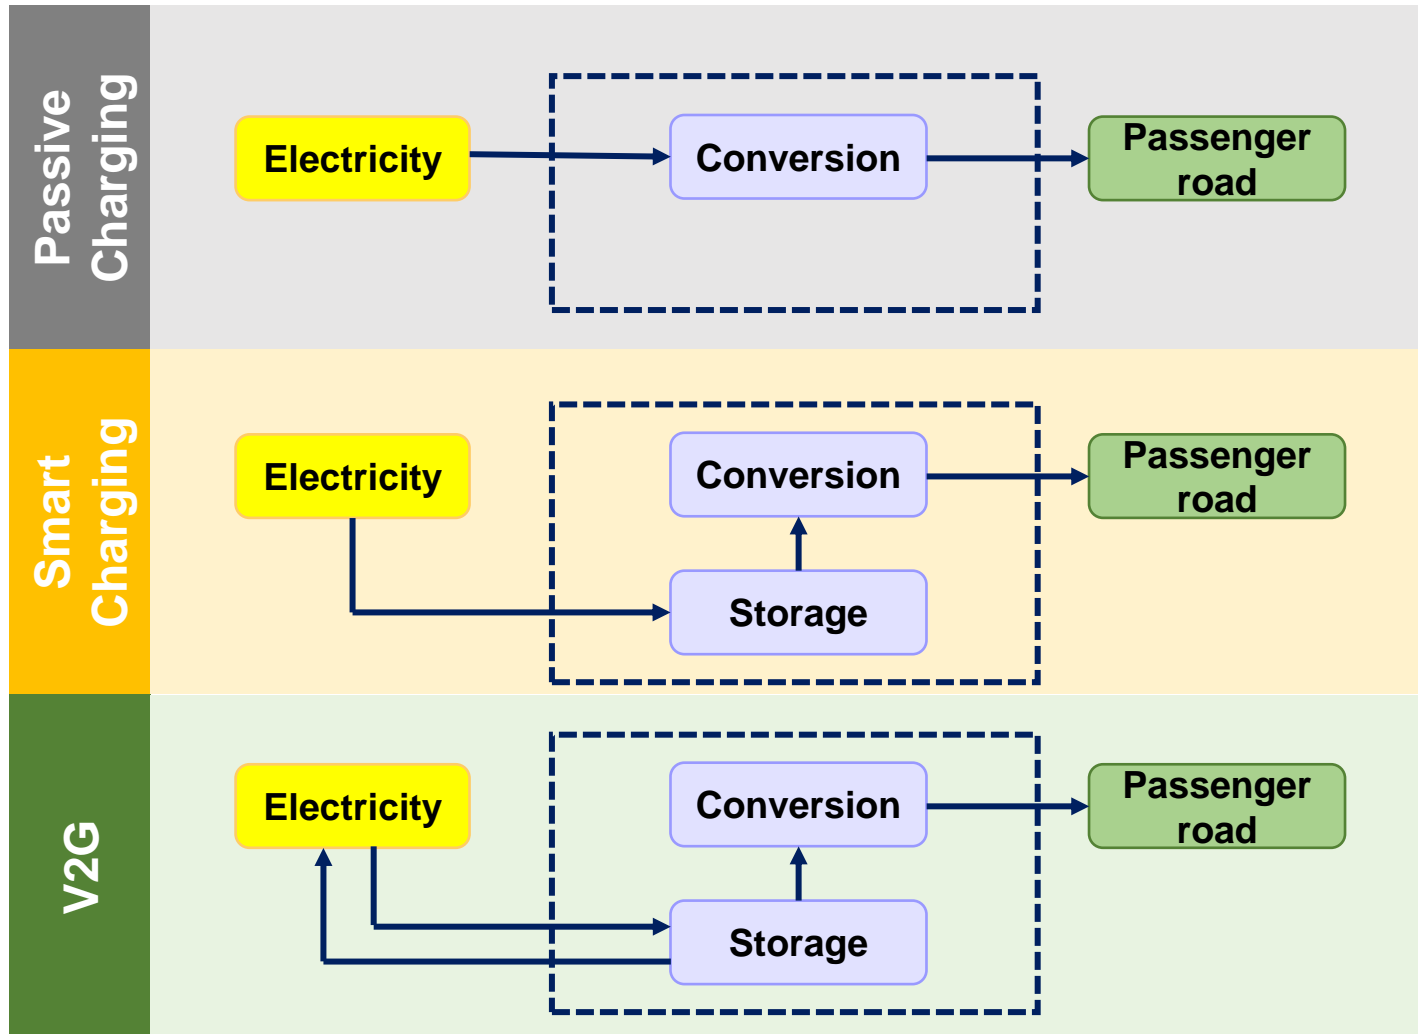 Passive
Charging
Electricity
Conversion
Passenger
road
Smart
Charging
Electricity
Conversion
Passenger
road
Storage
V2G
Electricity
Conversion
Passenger
road
Storage